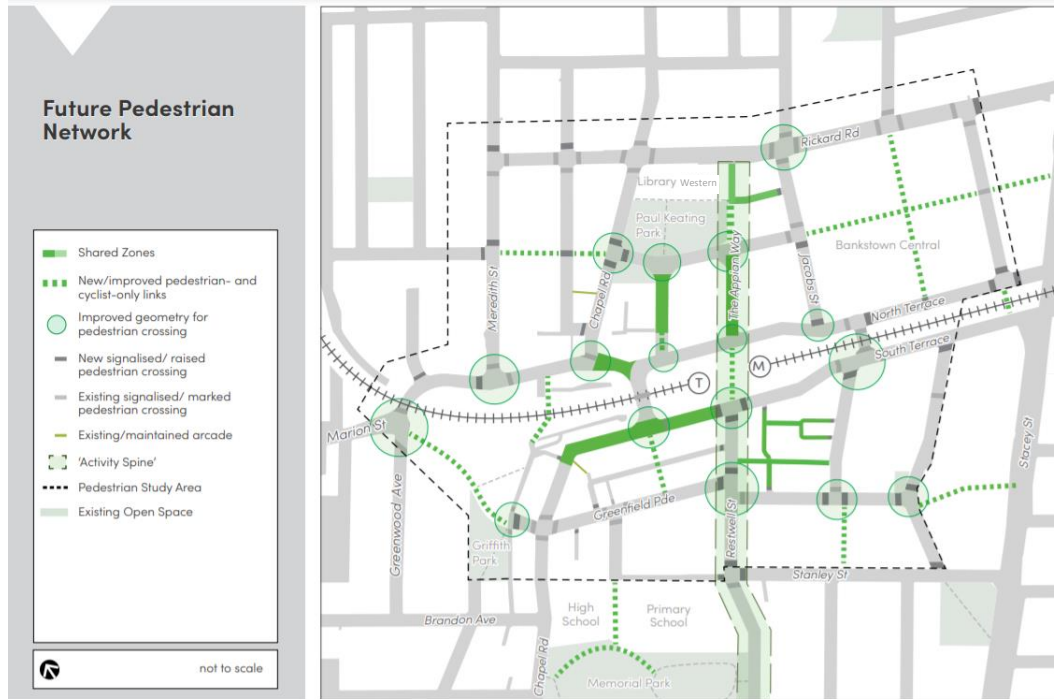 Future Pedestrian
Network
Shared Zones
New/improved pedestrian- and
cyclist-only links
Improved geometry for
pedestrian crossing
New signalised/ raised
pedestrian crossing
Existing signalised/ marked
pedestrian crossing
Existing/maintained arcade
'Activity Spine'
Pedestrian Study Area
Existing Open Space
not to scale
Rickard Rd
Library Western
Paul Keating
Park
The Appian Way
Bankstown Central
Meredith St
Chapel Rd
Jacobs St
North Terrace
South Terrace
T
M
Marion St
Stacey St
Greenwood Ave
Greenfield Pde
Restwell St
Griffith
Park
Stanley St
Brandon Ave
High
School
Primary
School
Chapel Rd
Memorial Park